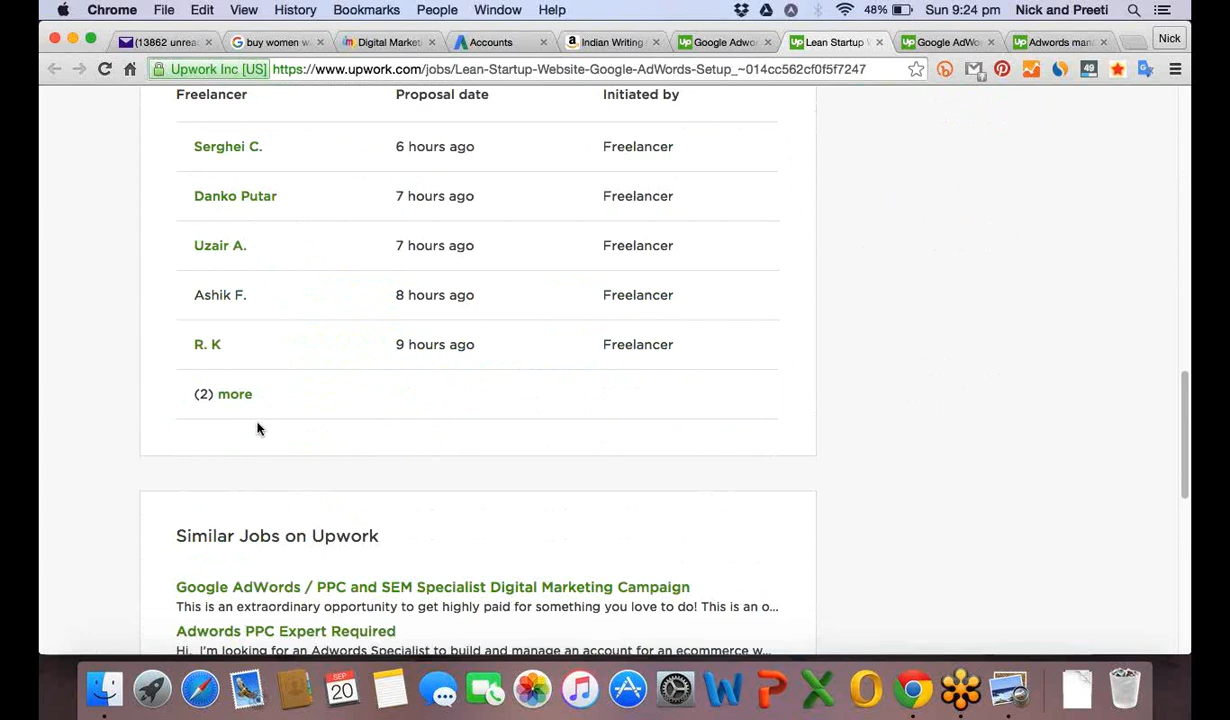 Chrome File Edit View History Bookmarks People Window Help 48% Sun 9:24 pm Nick and Preeti
(13862 unrea buy women w Digital Market Accounts Indian Writing Google Adwo Lean Startup Google AdWo Adwords man Nick
Upwork Inc [US] https://www.upwork.com/jobs/Lean-Startup-Website-Google-AdWords-Setup_~014cc562cf0f5f7247 49
Freelancer Proposal date Initiated by
Serghei C. 6 hours ago Freelancer
Danko Putar 7 hours ago Freelancer
Uzair A. 7 hours ago Freelancer
Ashik F. 8 hours ago Freelancer
R. K 9 hours ago Freelancer
(2) more
Similar Jobs on Upwork
Google AdWords / PPC and SEM Specialist Digital Marketing Campaign
This is an extraordinary opportunity to get highly paid for something you love to do! This is an o...
Adwords PPC Expert Required
Hi, I'm looking for an Adwords Specialist to build and manage an account for an ecommerce w...
SEP
20